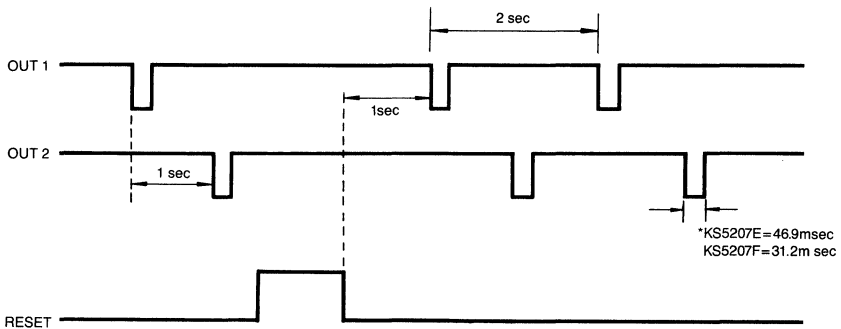 2 sec
OUT 1
1sec
OUT 2
1 sec
*KS5207E=46.9msec
KS5207F=31.2m sec
RESET